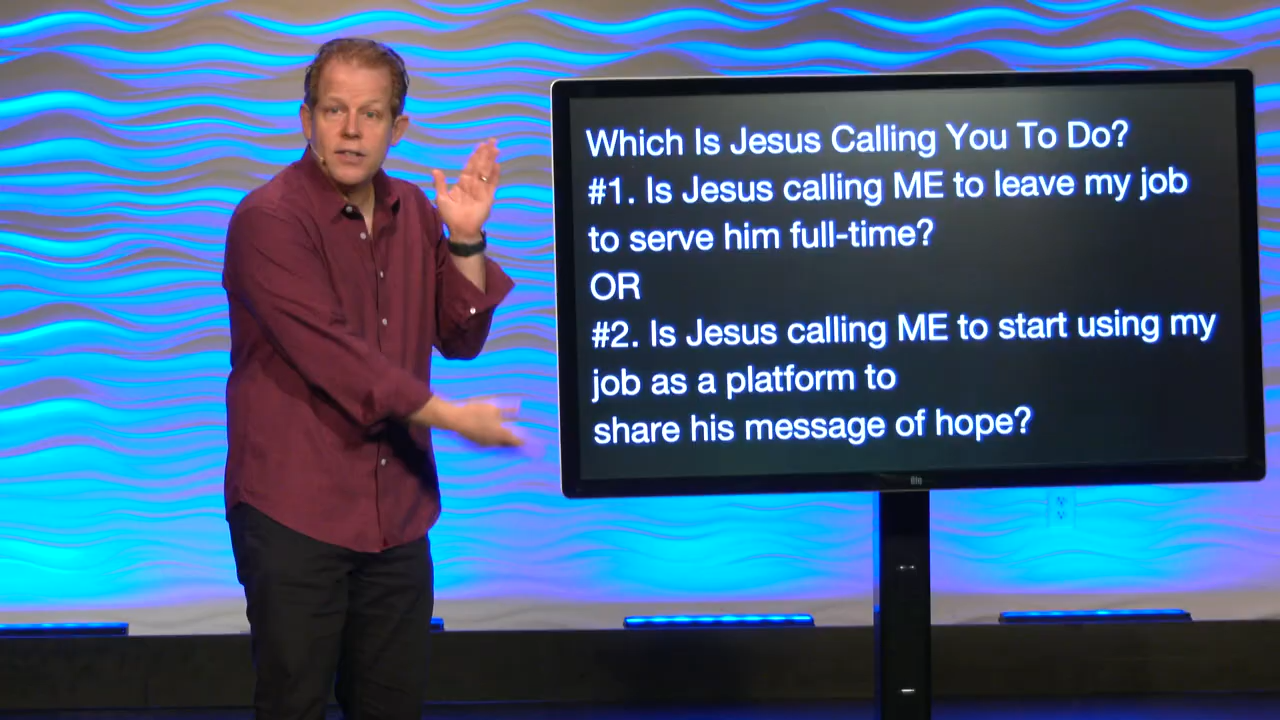 Which Is Jesus Calling You To Do?
#1. Is Jesus calling ME to leave my job
to serve him full-time?
OR
#2. Is Jesus calling ME to start using my
job as a platform to
share his message of hope?
elo